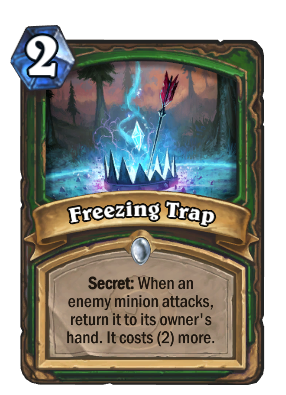 2
Freezing Trap
Secret: When an
enemy minion attacks,
return it to its owner's
hand. It costs (2) more.